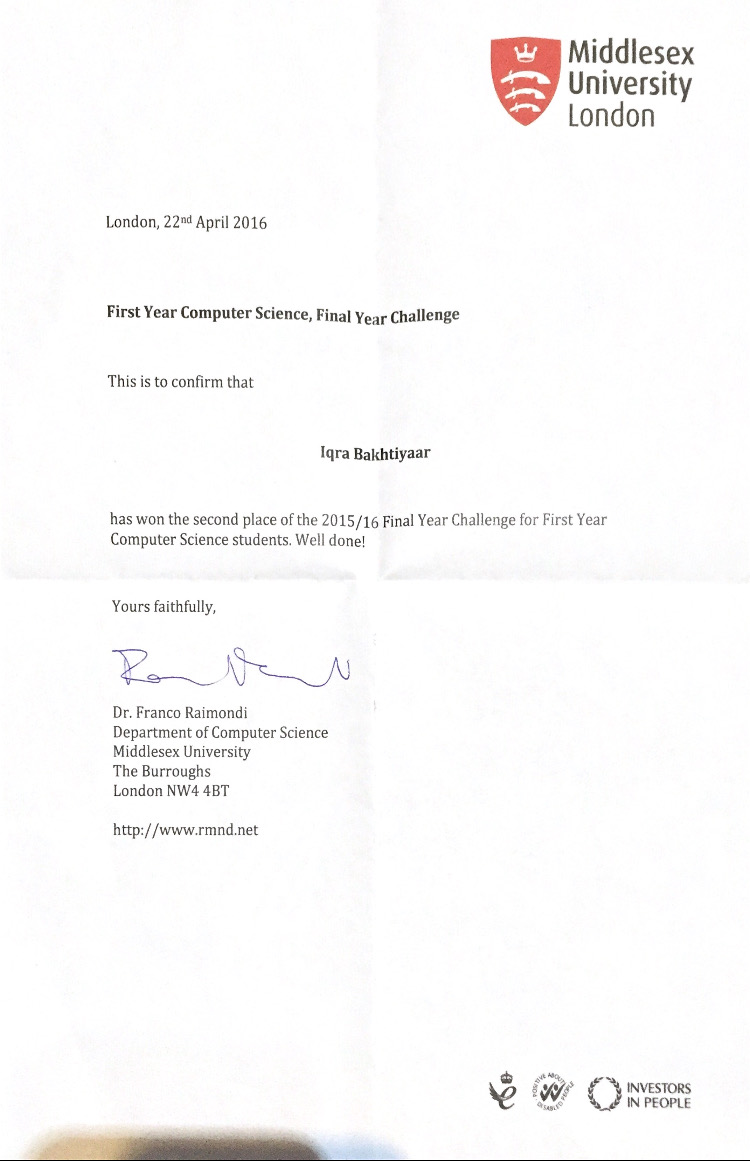 Middlesex
University
London
London, 22nd April 2016
First Year Computer Science, Final Year Challenge
This is to confirm that
Iqra Bakhtiyaar
has won the second place of the 2015/16 Final Year Challenge for First Year
Computer Science students. Well done!
Yours faithfully,
Dr. Franco Raimondi
Department of Computer Science
Middlesex University
The Burroughs
London NW4 4BT
http://www.rmnd.net
POSITIVE ABOUT
DISABLED PEOPLE
INVESTORS
IN PEOPLE